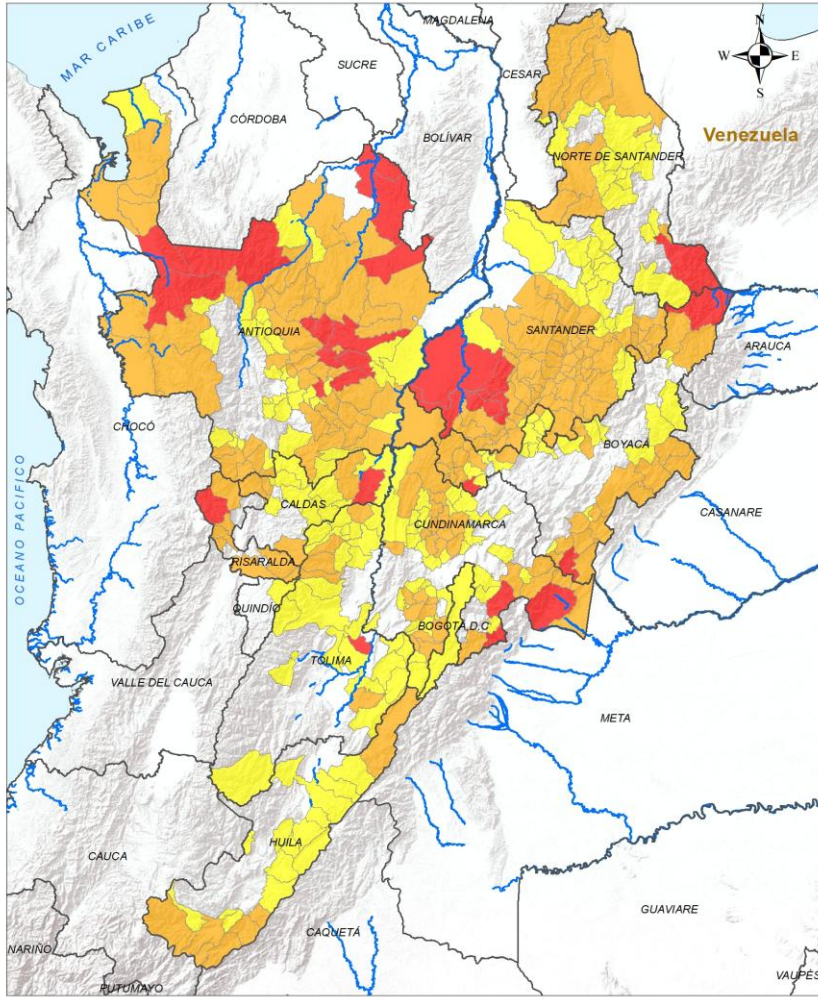 MAGDALENA
N
W E
S
MAR CARIBE
SUCRE
CESAR
CÓRDOBA
BOLÍVAR
Venezuela
NORTE DE SANTANDER
ANTIOQUIA
SANTANDER
ARAUCA
CHOCÓ
BOYACÁ
OCEANO PACIFICO
CALDAS
CUNDINAMARCA
CASANARE
RISARALDA
QUINDÍO
BOGOTÁ, D.C
TOLIMA
VALLE DEL CAUCA
META
HUILA
CAUCA
GUAVIARE
CAQUETÁ
NARIÑO
PUTUMAYO
VAUPÉS